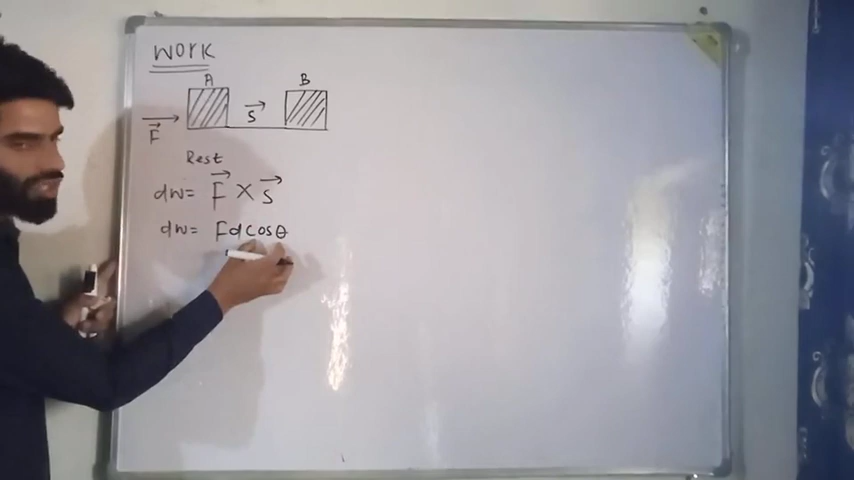 WORK
A B
F→ S→
Rest
dw = F→ × S→
dw = Fdcosθ